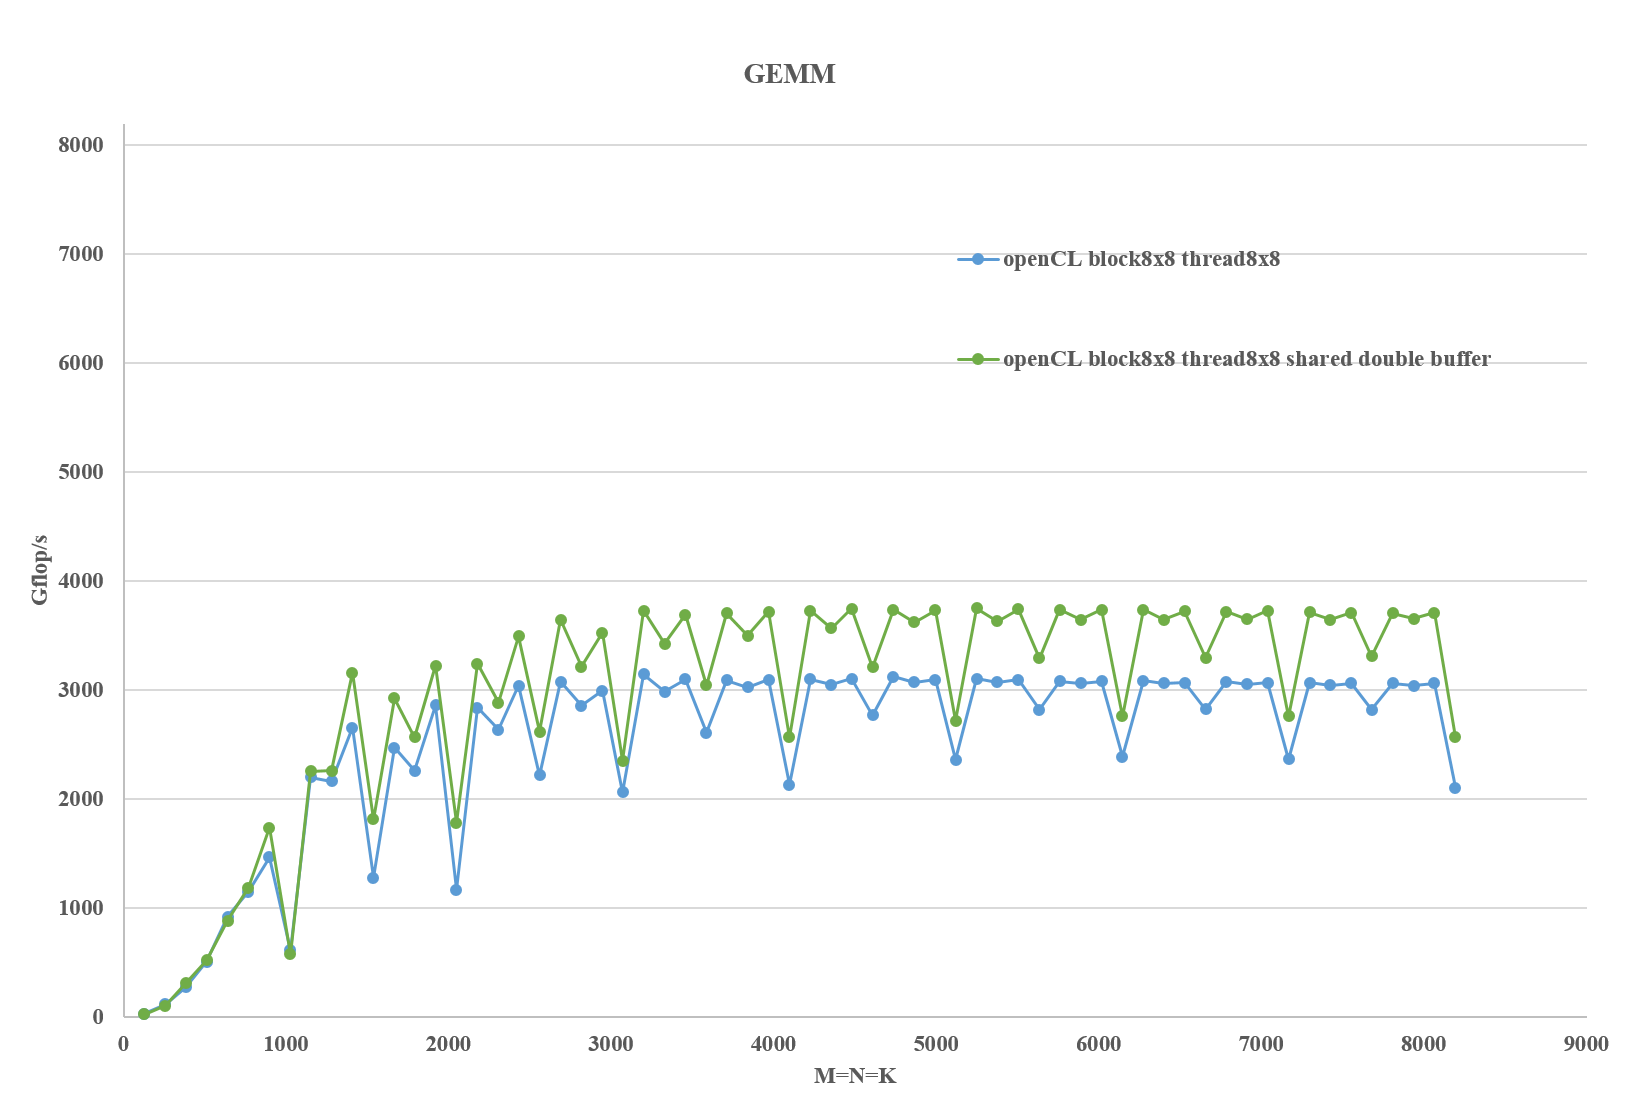 GEMM
8000
7000
openCL block8x8 thread8x8
6000
openCL block8x8 thread8x8 shared double buffer
5000
4000
Gflop/s
3000
2000
1000
0
0 1000 2000 3000 4000 5000 6000 7000 8000 9000
M=N=K